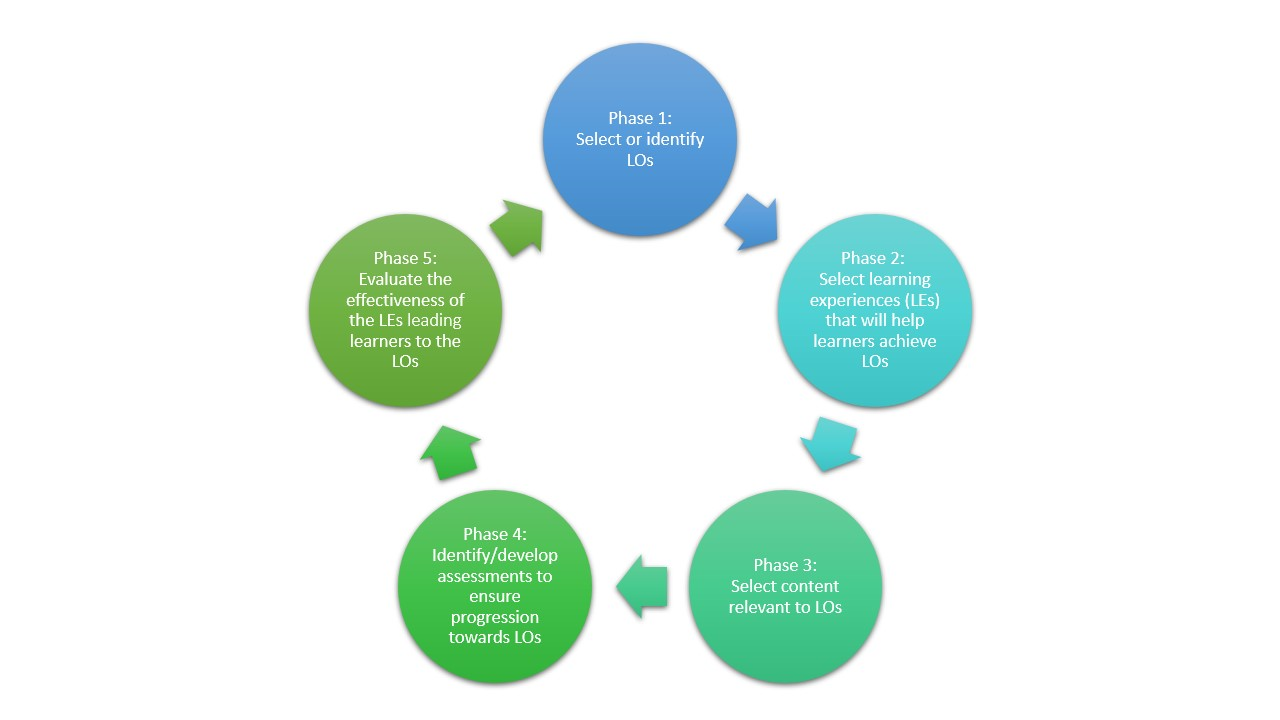 Phase 1:
Select or identify
LOs
Phase 2:
Select learning
experiences (LEs)
that will help
learners achieve
LOs
Phase 3:
Select content
relevant to LOs
Phase 4:
Identify/develop
assessments to
ensure
progression
towards LOs
Phase 5:
Evaluate the
effectiveness of
the LEs leading
learners to the
LOs